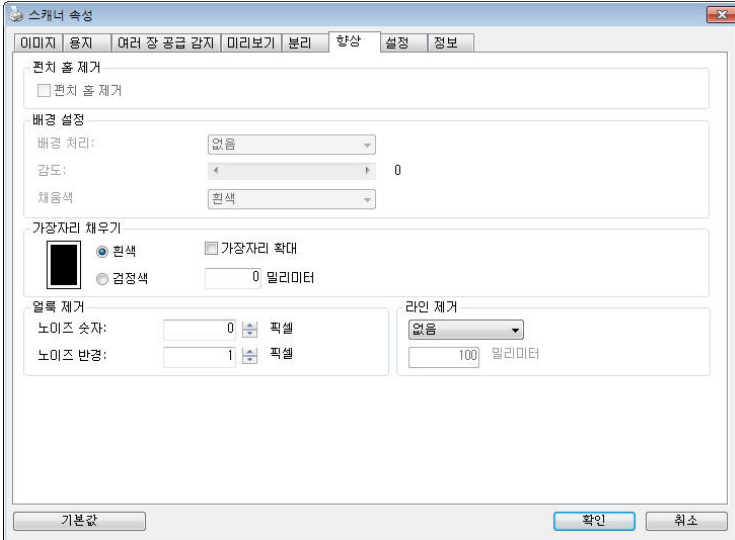 스캐너 속성
이미지 용지 여러 장 공급 감지 미리보기 분리 향상 설정 정보
펀치 홀 제거
펀치 홀 제거
배경 설정
배경 처리: 없음
감도: 0
채움색 흰색
가장자리 채우기
흰색 가장자리 확대
검정색 0 밀리미터
얼룩 제거 라인 제거
노이즈 숫자: 0 픽셀 없음
노이즈 반경: 1 픽셀 100 밀리미터
기본값 확인 취소